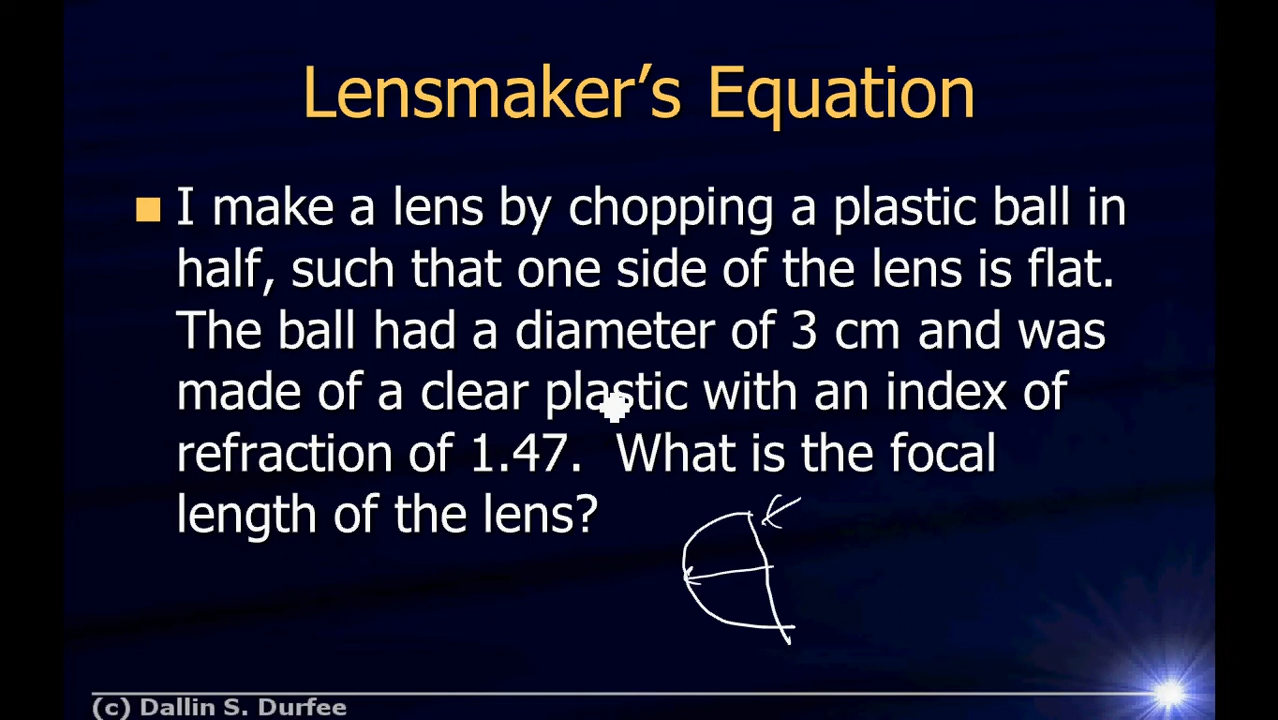 Lensmaker’s Equation
I make a lens by chopping a plastic ball in
half, such that one side of the lens is flat.
The ball had a diameter of 3 cm and was
made of a clear plastic with an index of
refraction of 1.47.  What is the focal
length of the lens?
(c) Dallin S. Durfee